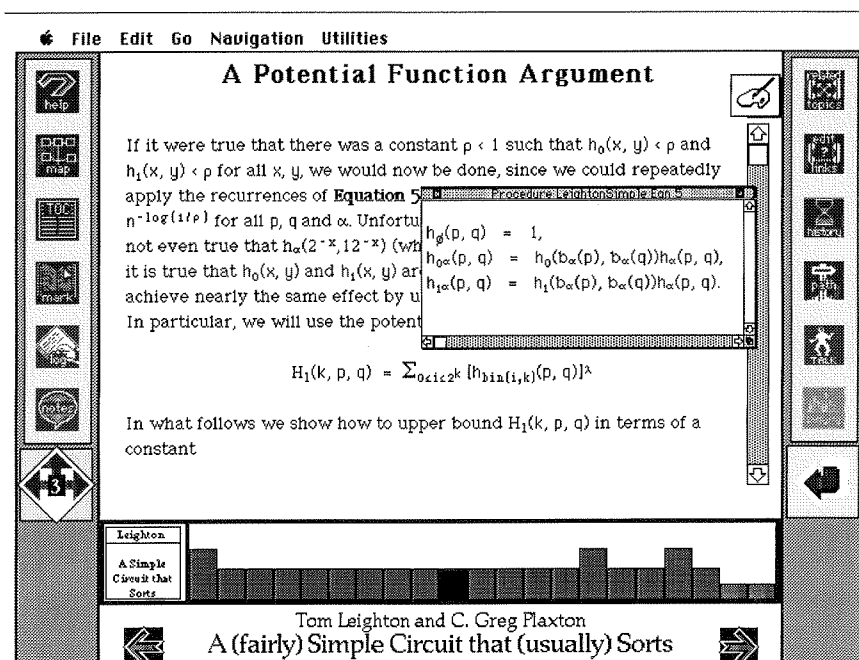 File Edit Go Navigation Utilities
A Potential Function Argument
help
map
TOC
mark
notes
3
related
topics
links
history
path
If it were true that there was a constant ρ < 1 such that h₀(x, y) < ρ and
h₁(x, y) < ρ for all x, y, we would now be done, since we could repeatedly
apply the recurrences of Equation 5
n^-log(1/ρ) for all p, q and α. Unfortu
not even true that hα(2^-x, 12^-x) (wh
it is true that h₀(x, y) and h₁(x, y) are
achieve nearly the same effect by u
In particular, we will use the potent
Procedure LeightonSimple Eqn 5
h∅(p, q) = 1,
h₀α(p, q) = h₀(bα(p), bα(q))hα(p, q),
h₁α(p, q) = h₁(bα(p), bα(q))hα(p, q).
H₁(k, p, q) = Σ₀≤i≤2ᵏ [h_bin(i,k)(p, q)]^λ
In what follows we show how to upper bound H₁(k, p, q) in terms of a
constant
Leighton
A Simple
Circuit that
Sorts
Tom Leighton and C. Greg Plaxton
A (fairly) Simple Circuit that (usually) Sorts